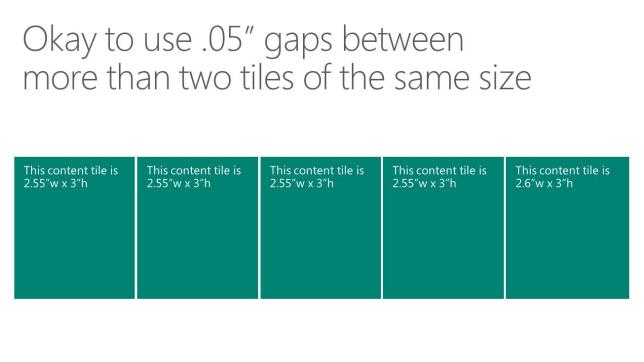 Okay to use .05” gaps between
more than two tiles of the same size
This content tile is
2.55”w x 3”h
This content tile is
2.55”w x 3”h
This content tile is
2.55”w x 3”h
This content tile is
2.55”w x 3”h
This content tile is
2.6”w x 3”h